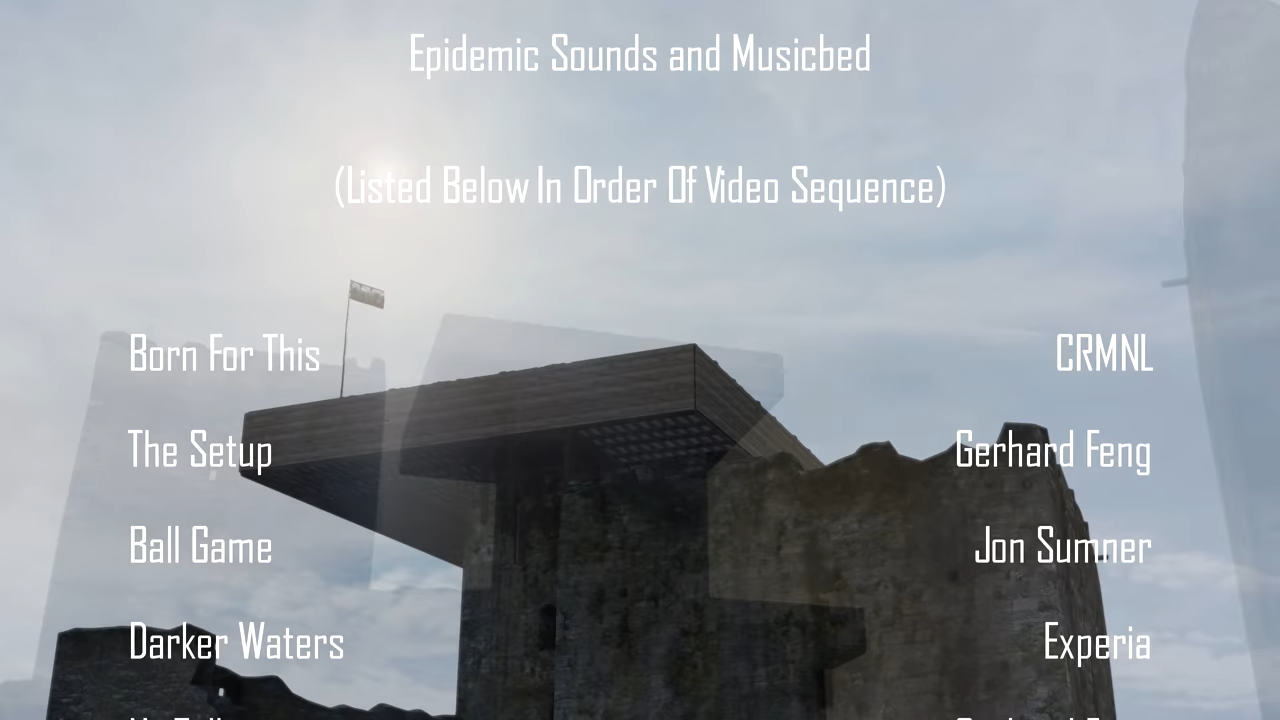 Epidemic Sounds and Musicbed
(Listed Below In Order Of Video Sequence)
Born For This CRMNL
The Setup Gerhard Feng
Ball Game Jon Sumner
Darker Waters Experia